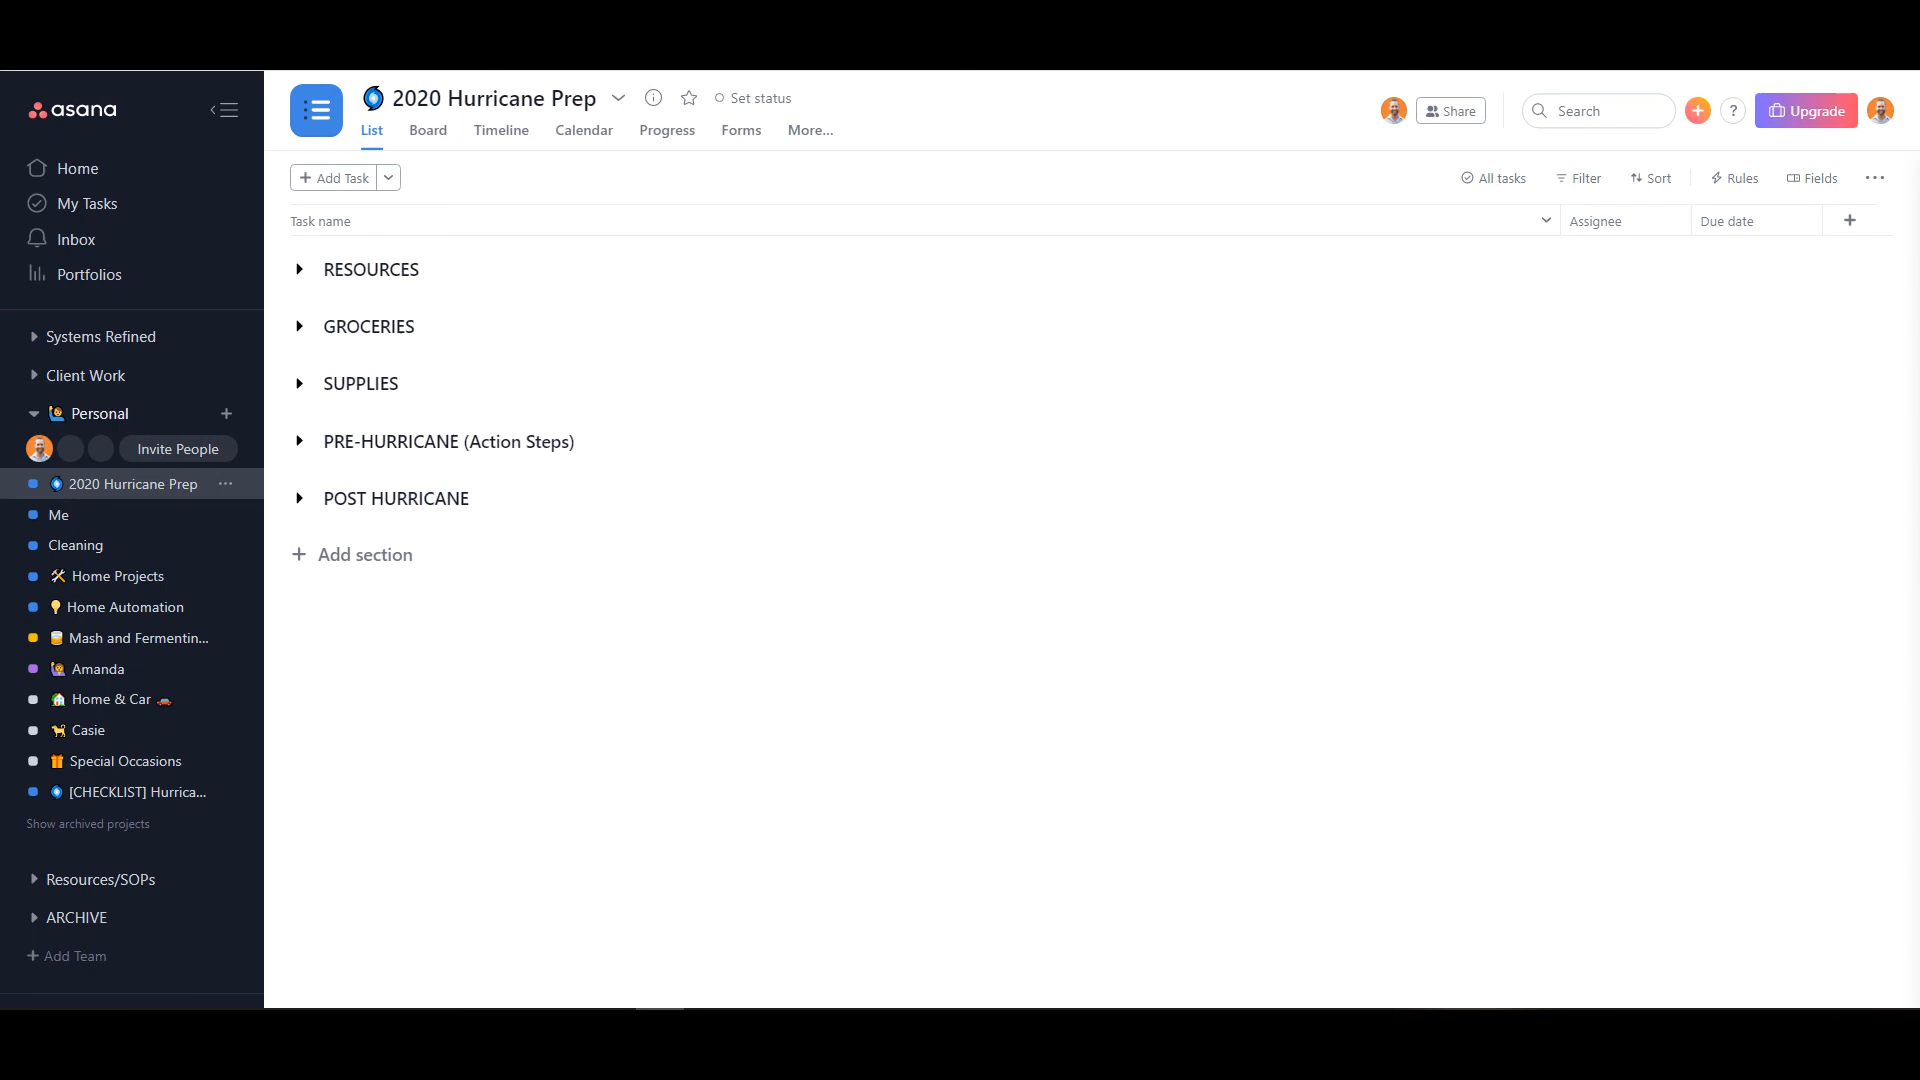 asana
Home
My Tasks
Inbox
Portfolios
Systems Refined
Client Work
Personal
Invite People
2020 Hurricane Prep
Me
Cleaning
Home Projects
Home Automation
Mash and Fermentin...
Amanda
Home & Car
Casie
Special Occasions
[CHECKLIST] Hurrica...
Show archived projects
Resources/SOPs
ARCHIVE
+ Add Team
2020 Hurricane Prep
Set status
List Board Timeline Calendar Progress Forms More...
Share
Search
?
Upgrade
+ Add Task
All tasks Filter Sort Rules Fields
Task name Assignee Due date +
RESOURCES
GROCERIES
SUPPLIES
PRE-HURRICANE (Action Steps)
POST HURRICANE
+ Add section